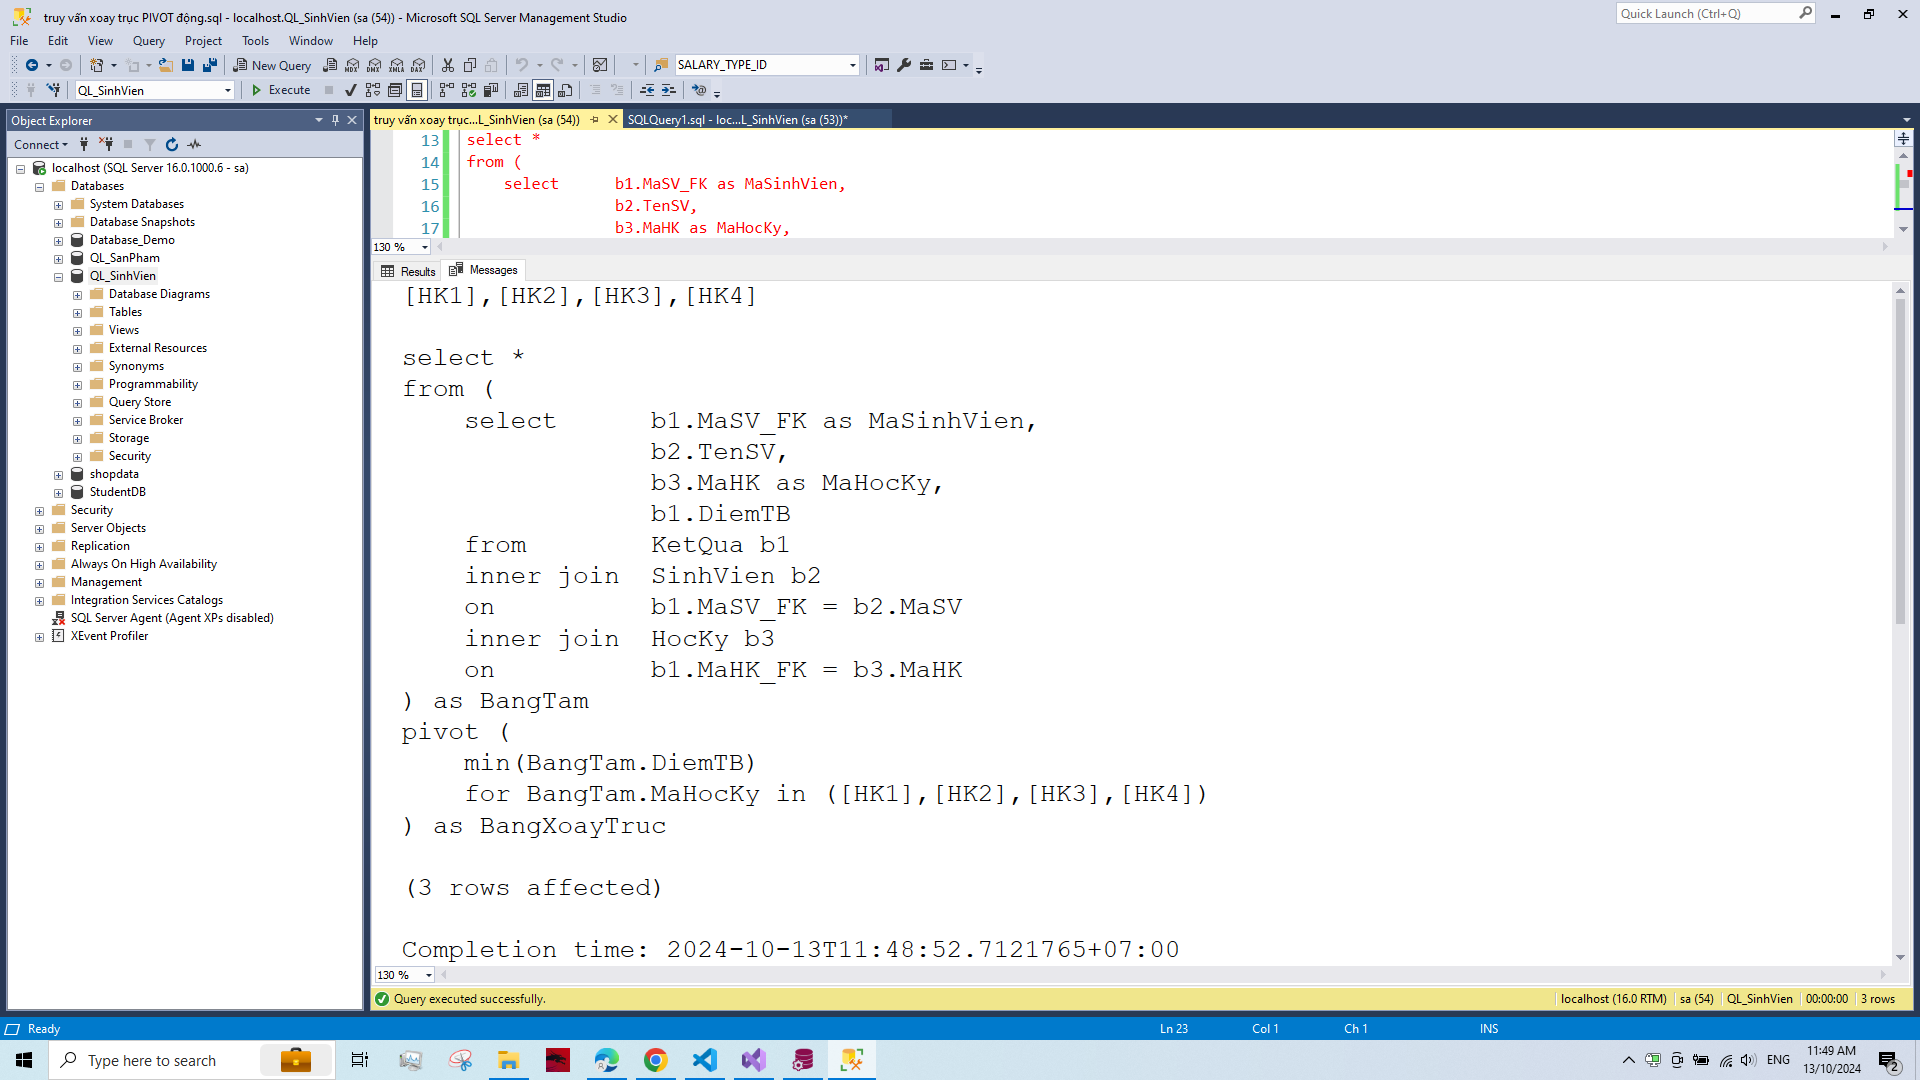 truy vấn xoay trục PIVOT động.sql - localhost.QL_SinhVien (sa (54)) - Microsoft SQL Server Management Studio
Quick Launch (Ctrl+Q)
File Edit View Query Project Tools Window Help
New Query
MDX DMX XMLA DAX
SALARY_TYPE_ID
QL_SinhVien
Execute
Object Explorer
Connect
localhost (SQL Server 16.0.1000.6 - sa)
Databases
System Databases
Database Snapshots
Database_Demo
QL_SanPham
QL_SinhVien
Database Diagrams
Tables
Views
External Resources
Synonyms
Programmability
Query Store
Service Broker
Storage
Security
shopdata
StudentDB
Security
Server Objects
Replication
Always On High Availability
Management
Integration Services Catalogs
SQL Server Agent (Agent XPs disabled)
XEvent Profiler
truy vấn xoay trục...L_SinhVien (sa (54))
SQLQuery1.sql - loc...L_SinhVien (sa (53))*
13 select *
14 from (
15 select b1.MaSV_FK as MaSinhVien,
16 b2.TenSV,
17 b3.MaHK as MaHocKy,
130 %
Results Messages
[HK1],[HK2],[HK3],[HK4]
select *
from (
select b1.MaSV_FK as MaSinhVien,
b2.TenSV,
b3.MaHK as MaHocKy,
b1.DiemTB
from KetQua b1
inner join SinhVien b2
on b1.MaSV_FK = b2.MaSV
inner join HocKy b3
on b1.MaHK_FK = b3.MaHK
) as BangTam
pivot (
min(BangTam.DiemTB)
for BangTam.MaHocKy in ([HK1],[HK2],[HK3],[HK4])
) as BangXoayTruc
(3 rows affected)
Completion time: 2024-10-13T11:48:52.7121765+07:00
130 %
Query executed successfully.
localhost (16.0 RTM) sa (54) QL_SinhVien 00:00:00 3 rows
Ready
Ln 23 Col 1 Ch 1 INS
Type here to search
ENG
11:49 AM
13/10/2024
2